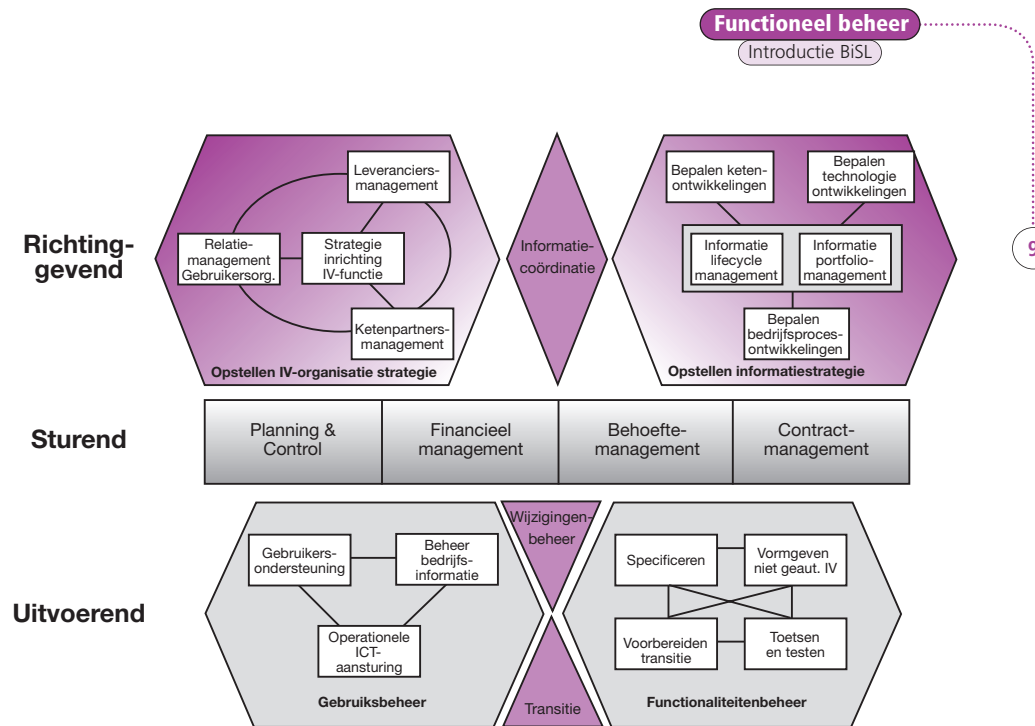 Functioneel beheer
Introductie BiSL
9
Richting-
gevend
Leveranciers-
management
Relatie-
management
Gebruikersorg.
Strategie
inrichting
IV-functie
Ketenpartners-
management
Opstellen IV-organisatie strategie
Informatie-
coördinatie
Bepalen keten-
ontwikkelingen
Bepalen
technologie
ontwikkelingen
Informatie
lifecycle
management
Informatie
portfolio-
management
Bepalen
bedrijfsproces-
ontwikkelingen
Opstellen informatiestrategie
Sturend
Planning &
Control
Financieel
management
Behoefte-
management
Contract-
management
Uitvoerend
Gebruikers-
ondersteuning
Beheer
bedrijfs-
informatie
Operationele
ICT-
aansturing
Gebruiksbeheer
Wijzigingen-
beheer
Transitie
Specificeren
Vormgeven
niet geaut. IV
Voorbereiden
transitie
Toetsen
en testen
Functionaliteitenbeheer